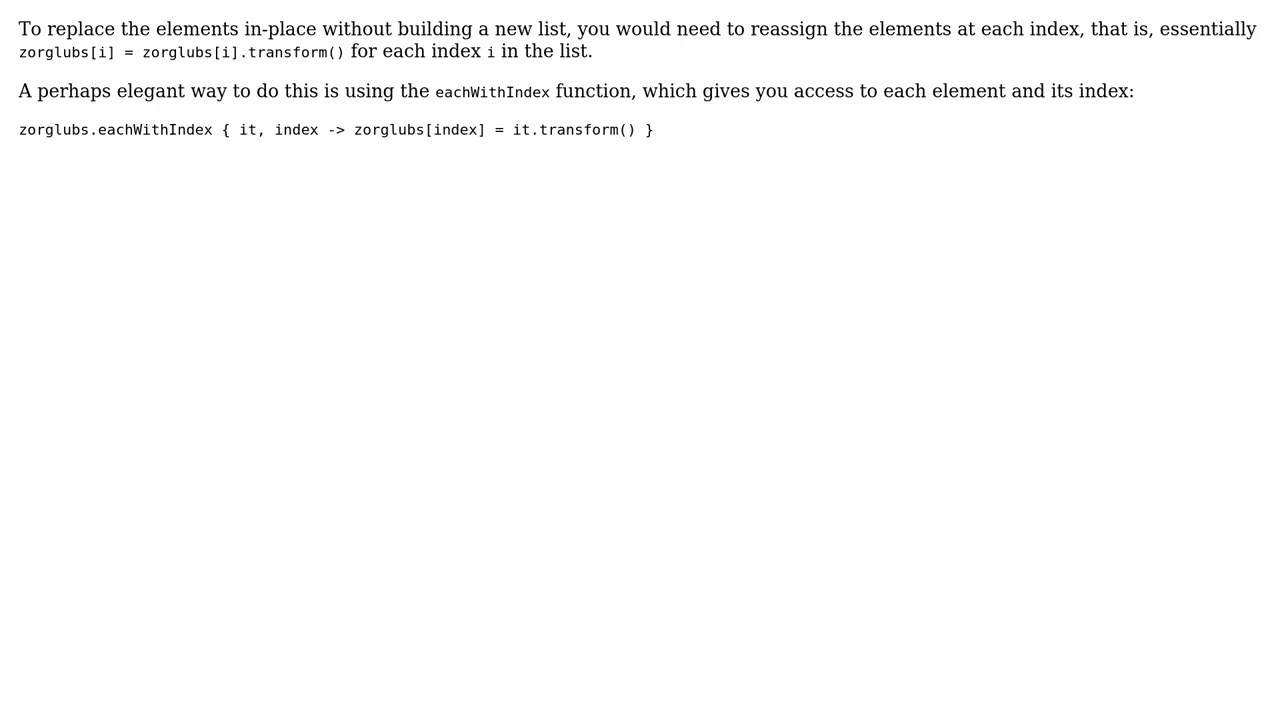 To replace the elements in-place without building a new list, you would need to reassign the elements at each index, that is, essentially
zorglubs[i] = zorglubs[i].transform() for each index i in the list.
A perhaps elegant way to do this is using the eachWithIndex function, which gives you access to each element and its index:
zorglubs.eachWithIndex { it, index -> zorglubs[index] = it.transform() }